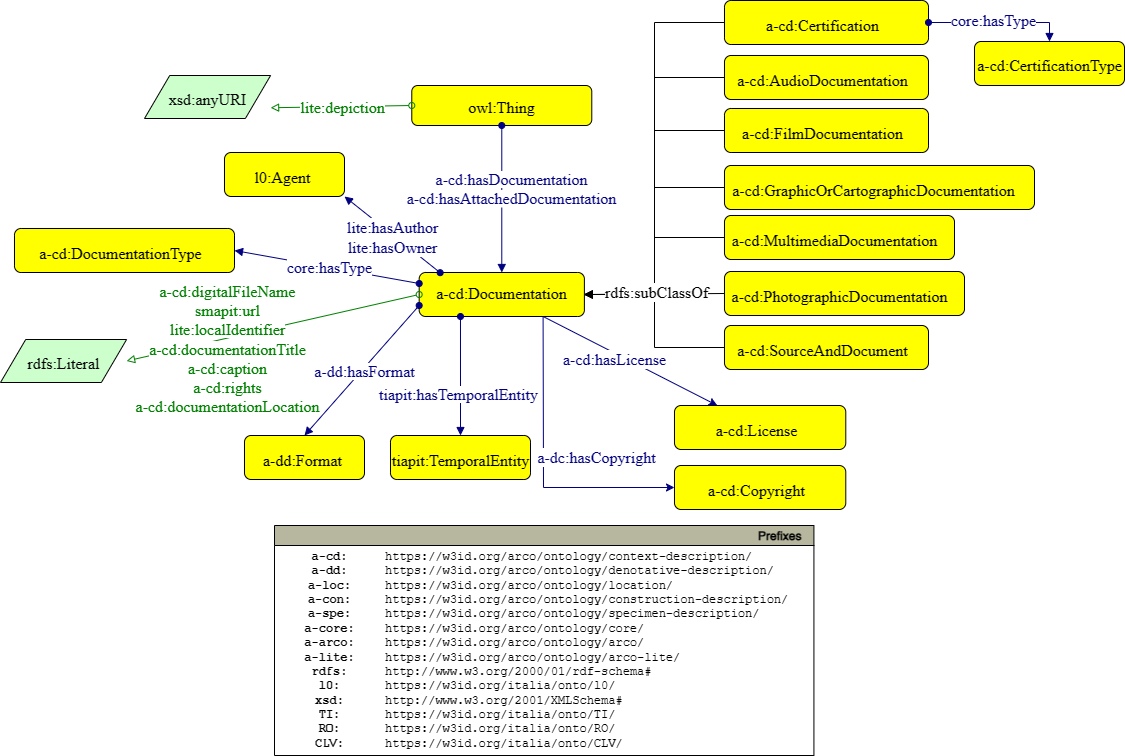 a-cd:Certification
core:hasType
a-cd:CertificationType
a-cd:AudioDocumentation
xsd:anyURI
lite:depiction
owl:Thing
a-cd:FilmDocumentation
l0:Agent
a-cd:hasDocumentation
a-cd:hasAttachedDocumentation
a-cd:GraphicOrCartographicDocumentation
lite:hasAuthor
lite:hasOwner
a-cd:MultimediaDocumentation
a-cd:DocumentationType
core:hasType
a-cd:Documentation
rdfs:subClassOf
a-cd:PhotographicDocumentation
a-cd:digitalFileName
smapit:url
lite:localIdentifier
a-cd:documentationTitle
a-cd:caption
a-cd:rights
a-cd:documentationLocation
rdfs:Literal
a-cd:SourceAndDocument
a-dd:hasFormat
a-cd:hasLicense
tiapit:hasTemporalEntity
a-cd:License
a-dd:Format
tiapit:TemporalEntity
a-dc:hasCopyright
a-cd:Copyright
Prefixes
a-cd: https://w3id.org/arco/ontology/context-description/
a-dd: https://w3id.org/arco/ontology/denotative-description/
a-loc: https://w3id.org/arco/ontology/location/
a-con: https://w3id.org/arco/ontology/construction-description/
a-spe: https://w3id.org/arco/ontology/specimen-description/
a-core: https://w3id.org/arco/ontology/core/
a-arco: https://w3id.org/arco/ontology/arco/
a-lite: https://w3id.org/arco/ontology/arco-lite/
rdfs: http://www.w3.org/2000/01/rdf-schema#
l0: https://w3id.org/italia/onto/l0/
xsd: http://www.w3.org/2001/XMLSchema#
TI: https://w3id.org/italia/onto/TI/
RO: https://w3id.org/italia/onto/RO/
CLV: https://w3id.org/italia/onto/CLV/